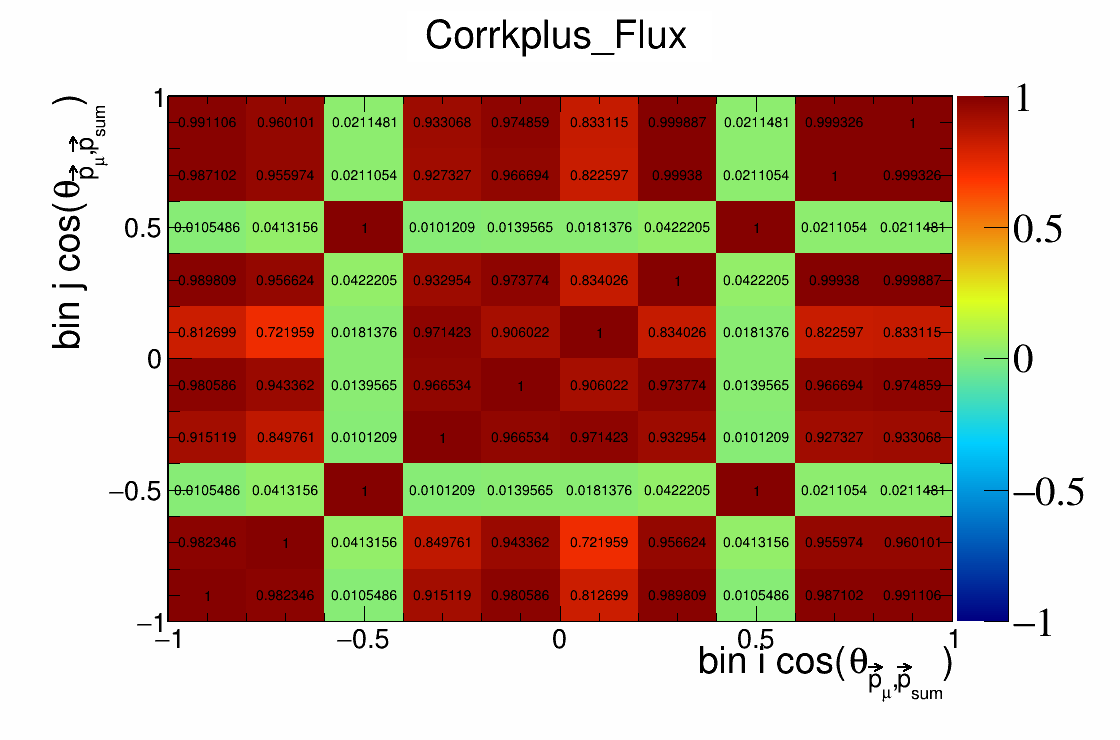 Corrkplus_Flux
bin j cos(θ p⃗μ,p⃗sum)
1 0.991106 0.960101 0.0211481 0.933068 0.974859 0.833115 0.999887 0.0211481 0.999326 1 1
0.987102 0.955974 0.0211054 0.927327 0.966694 0.822597 0.99938 0.0211054 1 0.999326
0.5 0.0105486 0.0413156 1 0.0101209 0.0139565 0.0181376 0.0422205 1 0.0211054 0.0211481 0.5
0.989809 0.956624 0.0422205 0.932954 0.973774 0.834026 1 0.0422205 0.99938 0.999887
0.812699 0.721959 0.0181376 0.971423 0.906022 1 0.834026 0.0181376 0.822597 0.833115
0 0
0.980586 0.943362 0.0139565 0.966534 1 0.906022 0.973774 0.0139565 0.966694 0.974859
0.915119 0.849761 0.0101209 1 0.966534 0.971423 0.932954 0.0101209 0.927327 0.933068
−0.5 0.0105486 0.0413156 1 0.0101209 0.0139565 0.0181376 0.0422205 1 0.0211054 0.0211481 −0.5
0.982346 1 0.0413156 0.849761 0.943362 0.721959 0.956624 0.0413156 0.955974 0.960101
1 0.982346 0.0105486 0.915119 0.980586 0.812699 0.989809 0.0105486 0.987102 0.991106
−1 −1
−1 −0.5 0 0.5 1
bin i cos(θ p⃗μ,p⃗sum)